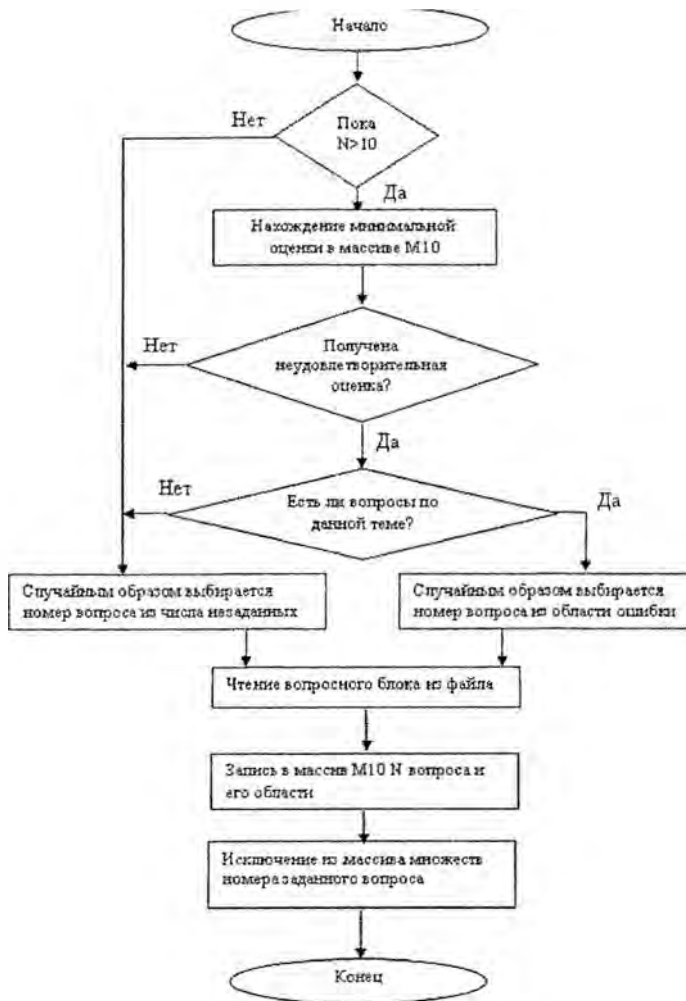 Начало
Нет
Пока
N>10
Да
Нахождение минимальной
оценки в массиве М10
Нет
Получена
неудовлетворительная
оценка?
Да
Нет
Есть ли вопросы по
данной теме?
Да
Случайным образом выбирается
номер вопроса из числа незаданных
Случайным образом выбирается
номер вопроса из области ошибки
Чтение вопросного блока из файла
Запись в массив М10 N вопроса и
его области
Исключение из массива множеств
номера заданного вопроса
Конец